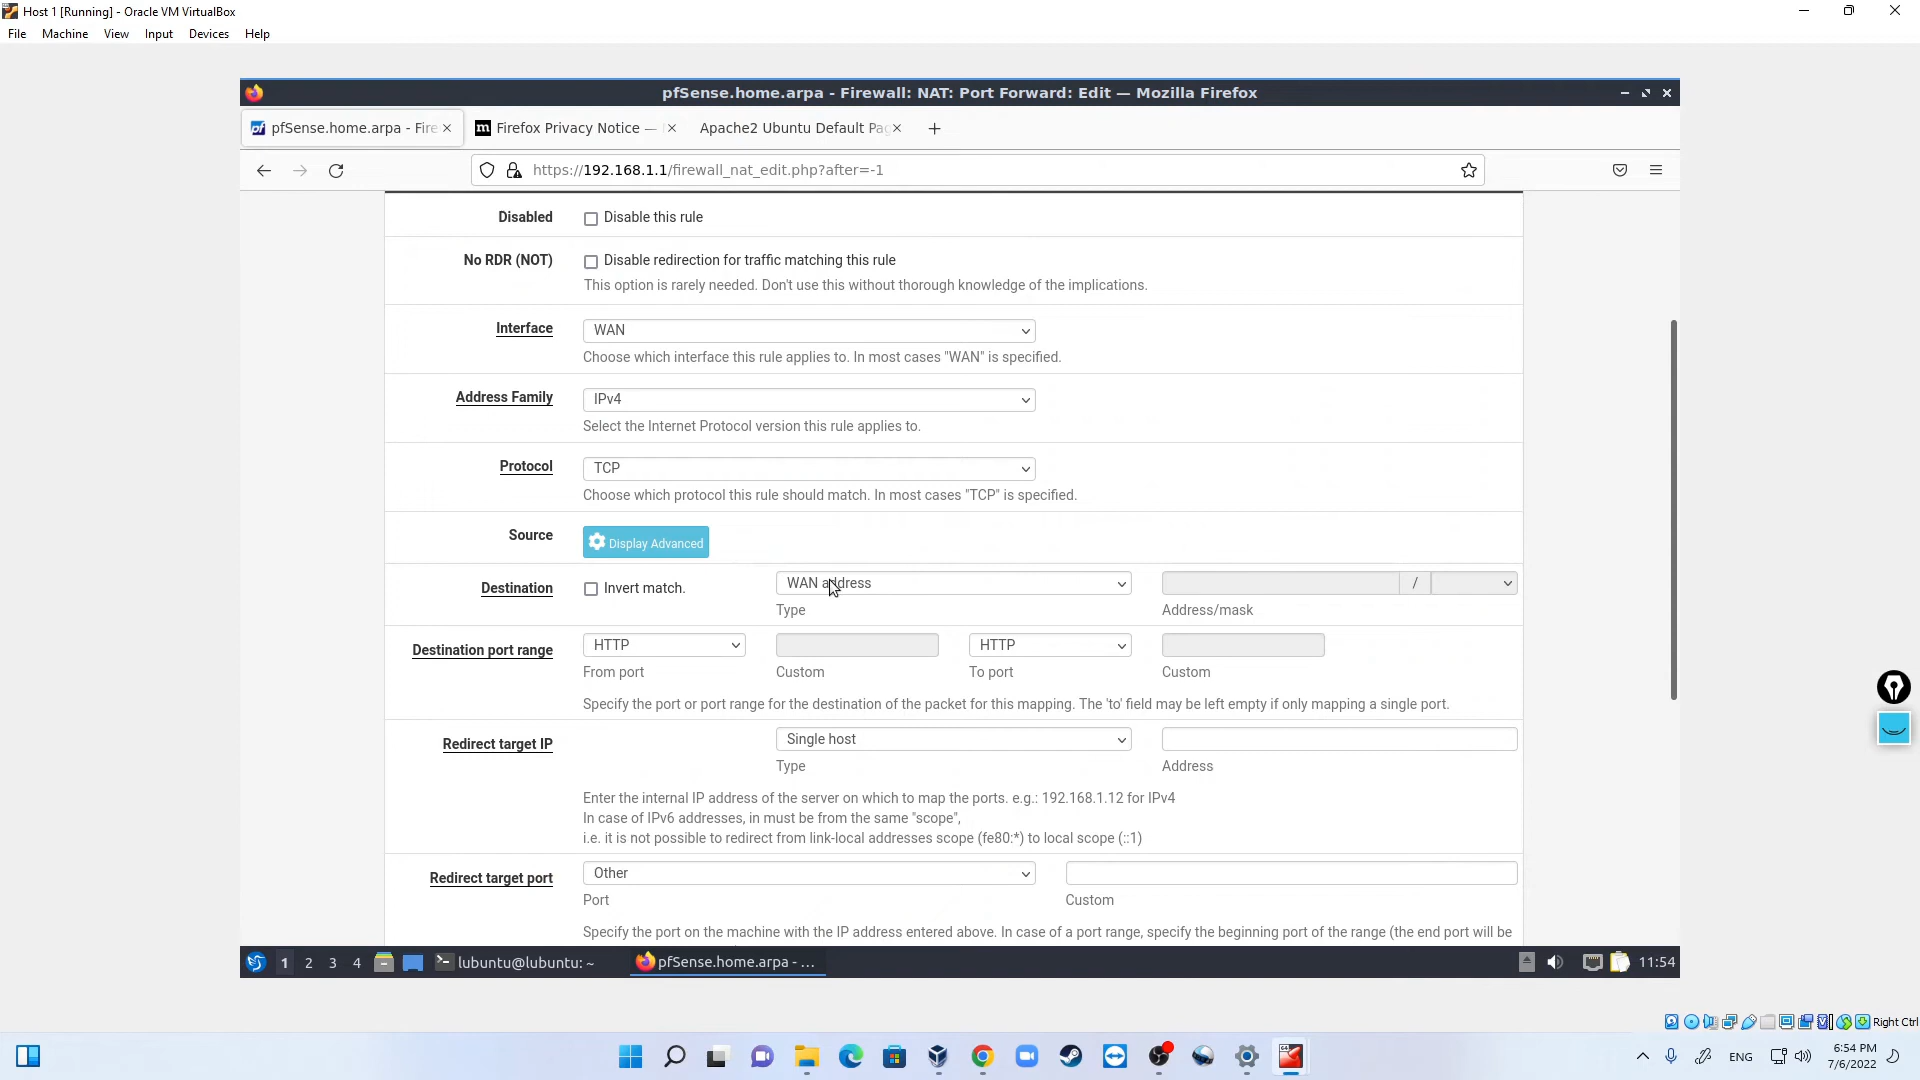 Host 1 [Running] - Oracle VM VirtualBox
File Machine View Input Devices Help
pfSense.home.arpa - Firewall: NAT: Port Forward: Edit — Mozilla Firefox
pfSense.home.arpa - Fire
Firefox Privacy Notice —
Apache2 Ubuntu Default Pa
https://192.168.1.1/firewall_nat_edit.php?after=-1
Disabled Disable this rule
No RDR (NOT) Disable redirection for traffic matching this rule
This option is rarely needed. Don't use this without thorough knowledge of the implications.
Interface WAN
Choose which interface this rule applies to. In most cases "WAN" is specified.
Address Family IPv4
Select the Internet Protocol version this rule applies to.
Protocol TCP
Choose which protocol this rule should match. In most cases "TCP" is specified.
Source Display Advanced
Destination Invert match. WAN address /
Type Address/mask
Destination port range HTTP HTTP
From port Custom To port Custom
Specify the port or port range for the destination of the packet for this mapping. The 'to' field may be left empty if only mapping a single port.
Redirect target IP Single host
Type Address
Enter the internal IP address of the server on which to map the ports. e.g.: 192.168.1.12 for IPv4
In case of IPv6 addresses, in must be from the same "scope",
i.e. it is not possible to redirect from link-local addresses scope (fe80:*) to local scope (::1)
Redirect target port Other
Port Custom
Specify the port on the machine with the IP address entered above. In case of a port range, specify the beginning port of the range (the end port will be
1 2 3 4 lubuntu@lubuntu: ~ pfSense.home.arpa - ... 11:54
Right Ctrl
ENG 6:54 PM
7/6/2022